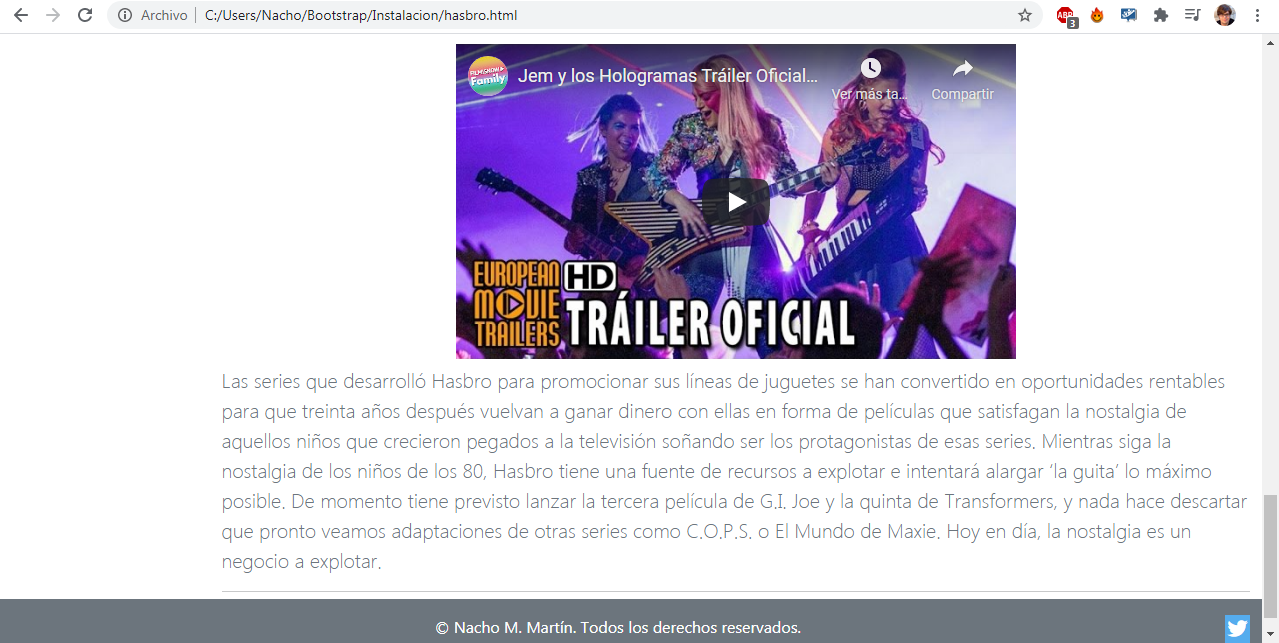 Archivo C:/Users/Nacho/Bootstrap/Instalacion/hasbro.html
ABP
3
FILM&SHOW
Family
Jem y los Hologramas Tráiler Oficial...
Ver más ta...
Compartir
EUROPEAN
MOVIE
TRAILERS
HD
TRÁILER OFICIAL
Las series que desarrolló Hasbro para promocionar sus líneas de juguetes se han convertido en oportunidades rentables
para que treinta años después vuelvan a ganar dinero con ellas en forma de películas que satisfagan la nostalgia de
aquellos niños que crecieron pegados a la televisión soñando ser los protagonistas de esas series. Mientras siga la
nostalgia de los niños de los 80, Hasbro tiene una fuente de recursos a explotar e intentará alargar ‘la guita’ lo máximo
posible. De momento tiene previsto lanzar la tercera película de G.I. Joe y la quinta de Transformers, y nada hace descartar
que pronto veamos adaptaciones de otras series como C.O.P.S. o El Mundo de Maxie. Hoy en día, la nostalgia es un
negocio a explotar.
© Nacho M. Martín. Todos los derechos reservados.